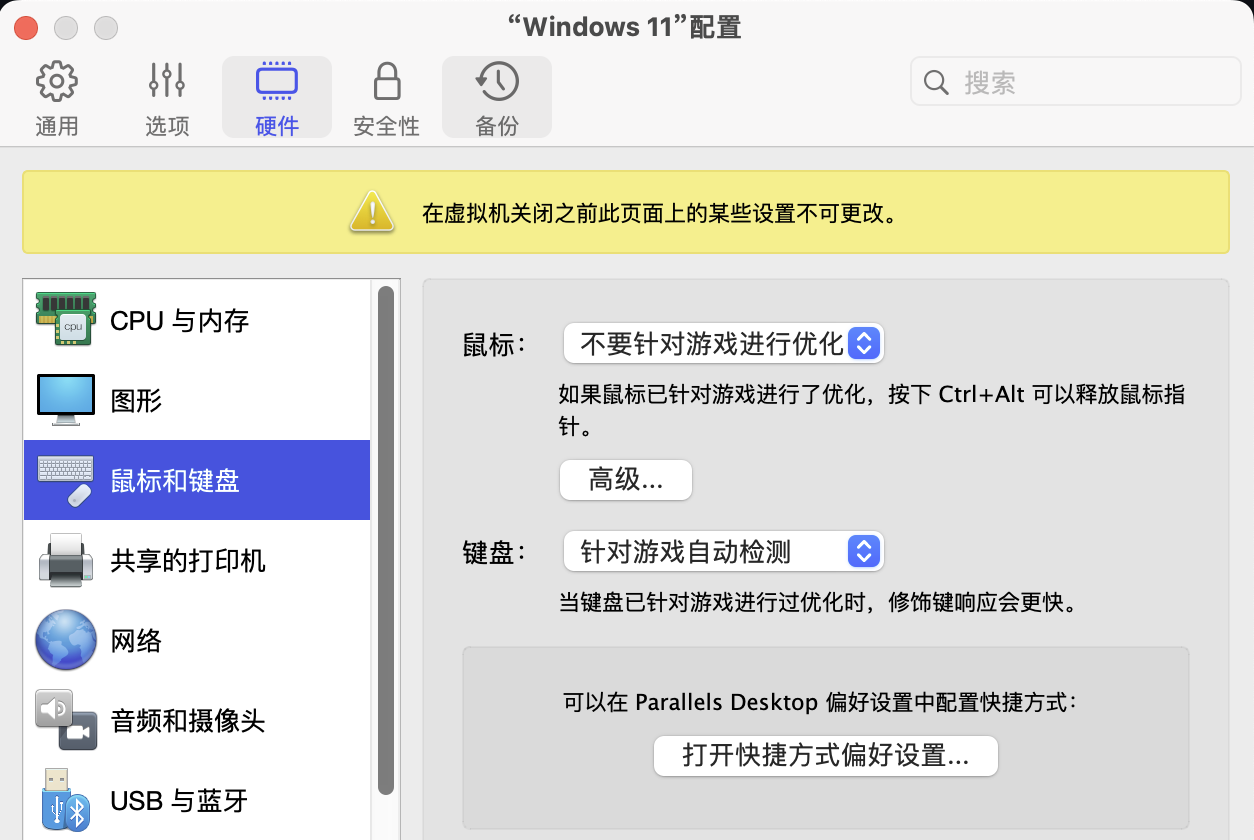 “Windows 11”配置
通用
选项
硬件
安全性
备份
搜索
在虚拟机关闭之前此页面上的某些设置不可更改。
CPU 与内存
图形
鼠标和键盘
共享的打印机
网络
音频和摄像头
USB 与蓝牙
鼠标：
不要针对游戏进行优化
如果鼠标已针对游戏进行了优化，按下 Ctrl+Alt 可以释放鼠标指
针。
高级...
键盘：
针对游戏自动检测
当键盘已针对游戏进行过优化时，修饰键响应会更快。
可以在 Parallels Desktop 偏好设置中配置快捷方式：
打开快捷方式偏好设置...
cpu